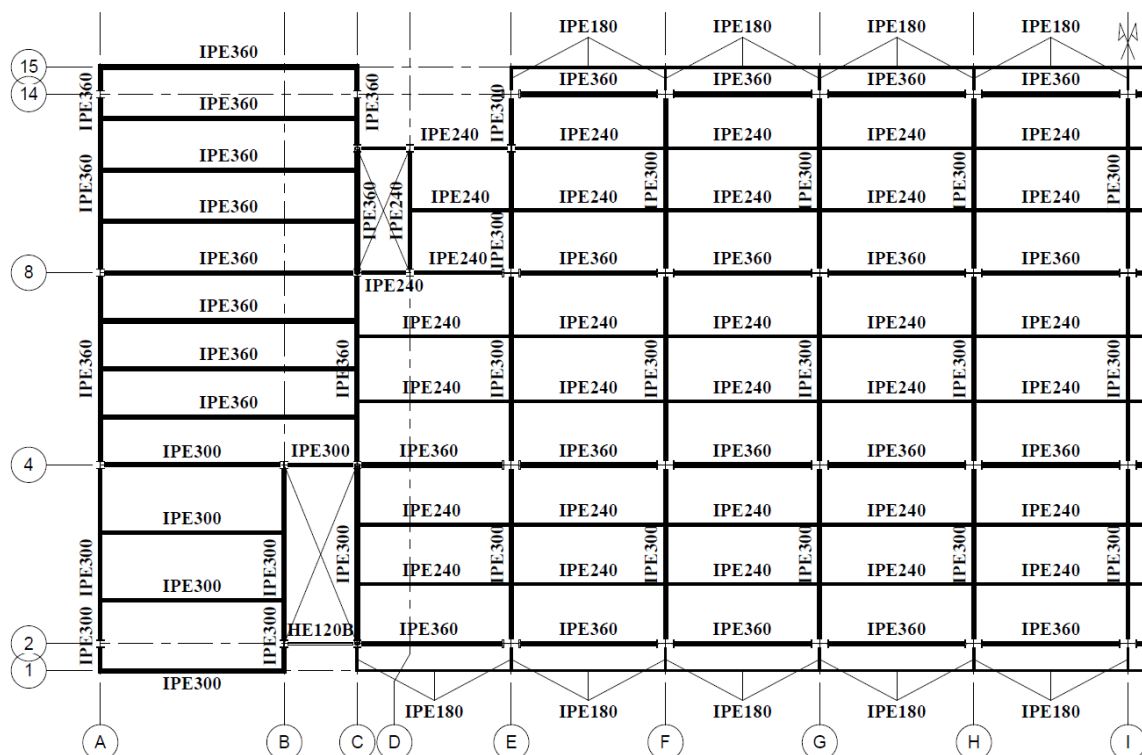 IPE180 IPE180 IPE180 IPE180
IPE360
15
IPE360 IPE360 IPE360 IPE360 IPE360 IPE360
14
IPE360 IPE300
IPE240 IPE240 IPE240 IPE240 IPE240
IPE360
IPE360 IPE300 IPE300 IPE300
IPE360 IPE240
IPE240 IPE240 IPE240 IPE240 IPE240
IPE360
IPE300
8
IPE360 IPE240 IPE360 IPE360 IPE360 IPE360
IPE240
IPE360
IPE240 IPE240 IPE240 IPE240 IPE240
IPE360
IPE360 IPE360 IPE300 IPE300 IPE300 IPE300
IPE360
IPE240 IPE240 IPE240 IPE240 IPE240
4
IPE300 IPE300 IPE360 IPE360 IPE360 IPE360 IPE360
IPE300
IPE240 IPE240 IPE240 IPE240 IPE240
IPE300 IPE300 IPE300 IPE300 IPE300 IPE300 IPE300
IPE300
IPE240 IPE240 IPE240 IPE240 IPE240
IPE300 IPE300
2
HE120B IPE360 IPE360 IPE360 IPE360 IPE360
1
IPE300
IPE180 IPE180 IPE180 IPE180 IPE180
A B C D E F G H I